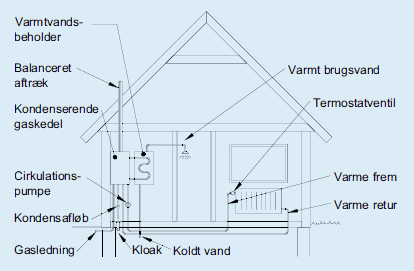 Varmtvands-
beholder
Balanceret
aftræk
Kondenserende
gaskedel
Cirkulations-
pumpe
Kondensafløb
Gasledning
Kloak
Koldt vand
Varmt brugsvand
Termostatventil
Varme frem
Varme retur